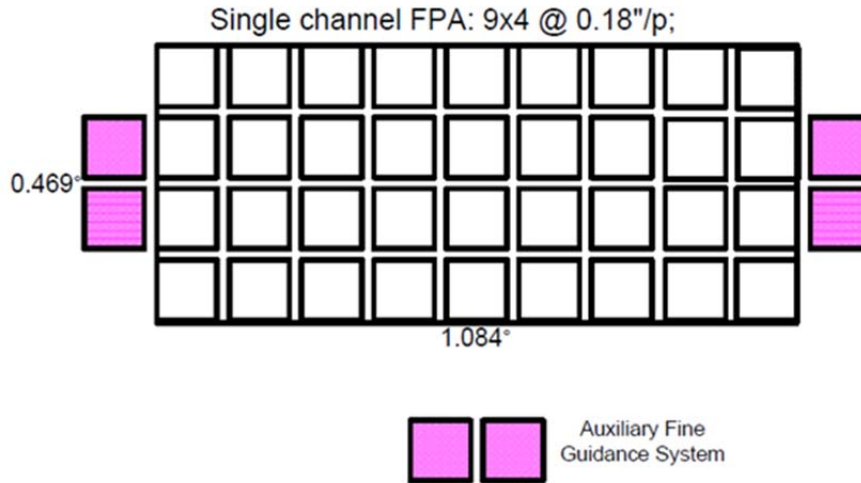 Single channel FPA: 9x4 @ 0.18"/p;
0.469°
1.084°
Auxiliary Fine
Guidance System